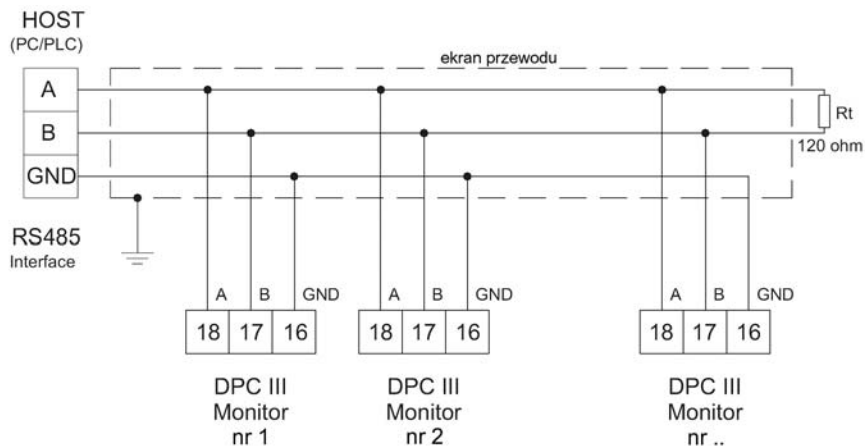 HOST
(PC/PLC)
ekran przewodu
A
B
GND
Rt
120 ohm
RS485
Interface
A B GND
A B GND
A B GND
18 17 16
18 17 16
18 17 16
DPC III
Monitor
nr 1
DPC III
Monitor
nr 2
DPC III
Monitor
nr ..